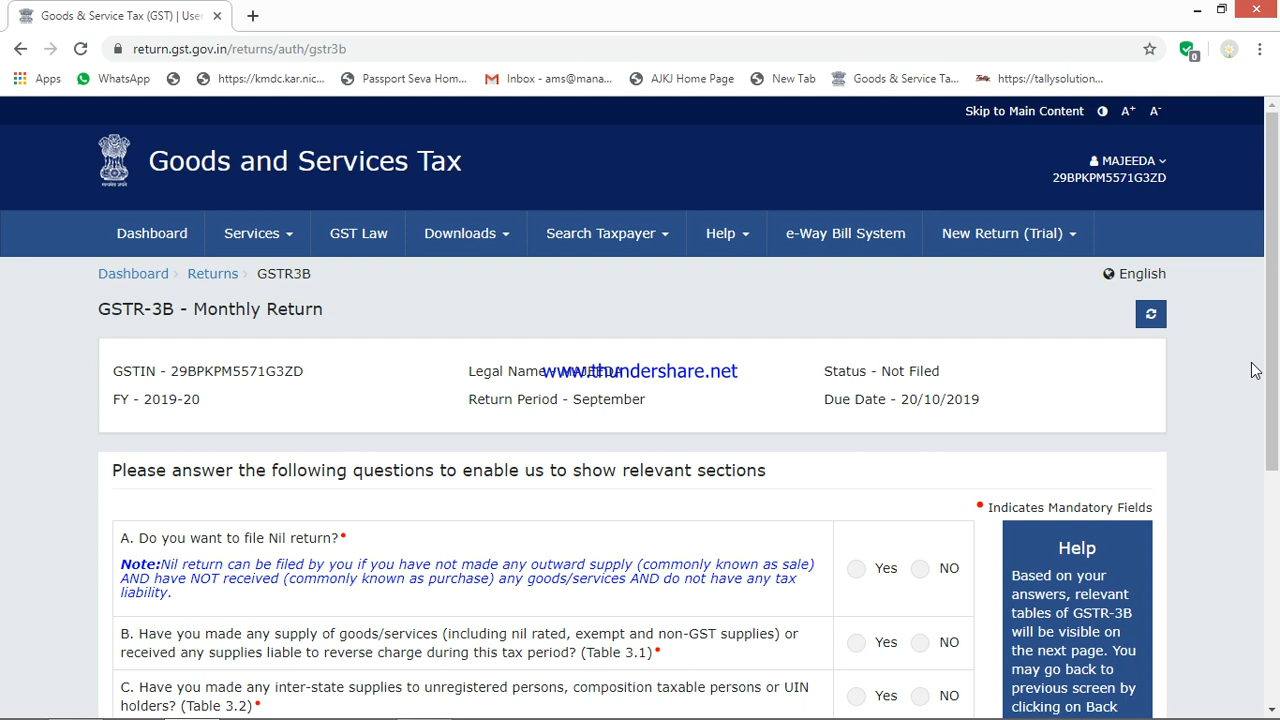 Goods & Service Tax (GST) | User
return.gst.gov.in/returns/auth/gstr3b
0
Apps WhatsApp https://kmdc.kar.nic... Passport Seva Hom... Inbox - ams@mana... AJKJ Home Page New Tab Goods & Service Ta... https://tallysolution...
Skip to Main Content A+ A-
Goods and Services Tax
MAJEEDA
29BPKPM5571G3ZD
Dashboard Services GST Law Downloads Search Taxpayer Help e-Way Bill System New Return (Trial)
Dashboard Returns GSTR3B English
GSTR-3B - Monthly Return
GSTIN - 29BPKPM5571G3ZD Legal Name - MAJEEDA Status - Not Filed
www.thundershare.net
FY - 2019-20 Return Period - September Due Date - 20/10/2019
Please answer the following questions to enable us to show relevant sections
• Indicates Mandatory Fields
A. Do you want to file Nil return?•
Note:Nil return can be filed by you if you have not made any outward supply (commonly known as sale)
AND have NOT received (commonly known as purchase) any goods/services AND do not have any tax
liability.
Yes NO
B. Have you made any supply of goods/services (including nil rated, exempt and non-GST supplies) or
received any supplies liable to reverse charge during this tax period? (Table 3.1)•
Yes NO
C. Have you made any inter-state supplies to unregistered persons, composition taxable persons or UIN
holders? (Table 3.2)•
Yes NO
Help
Based on your
answers, relevant
tables of GSTR-3B
will be visible on
the next page. You
may go back to
previous screen by
clicking on Back